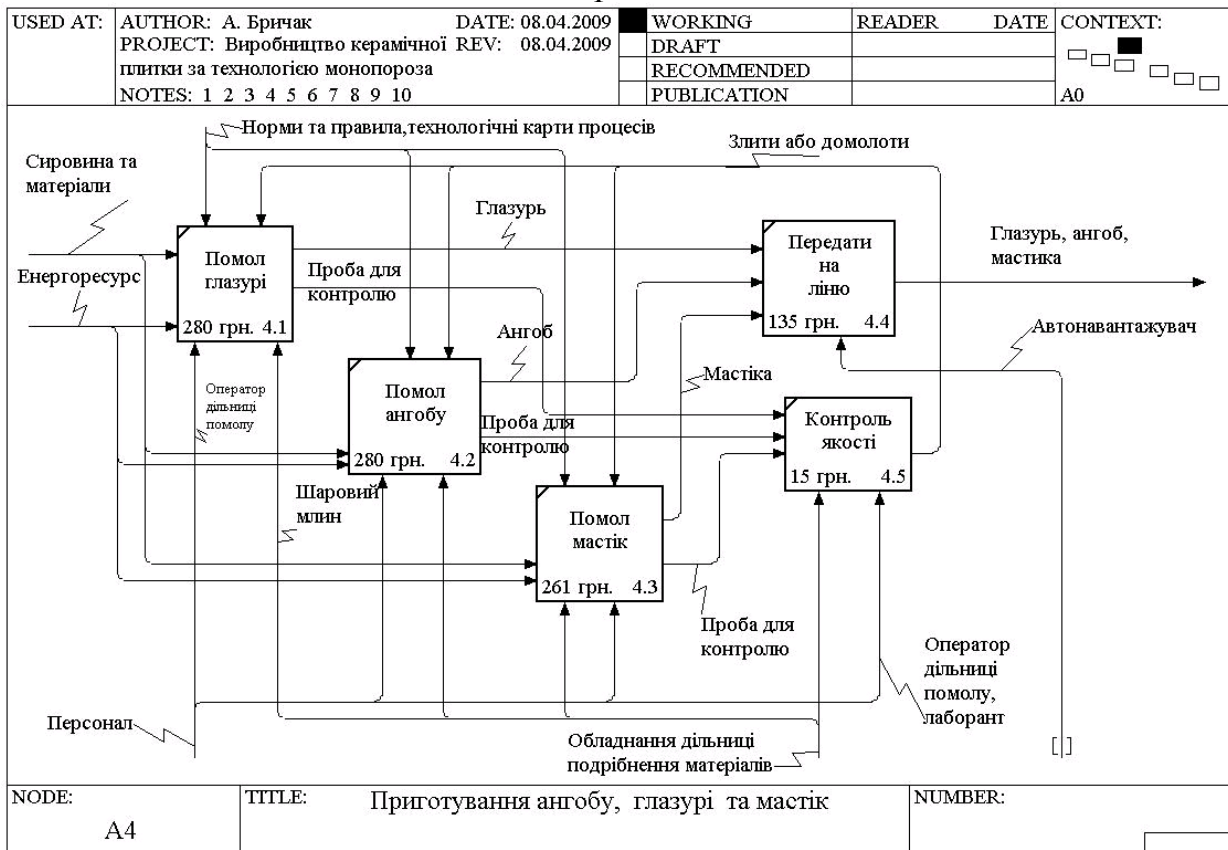 USED AT:
AUTHOR: А. Бричак
DATE: 08.04.2009
PROJECT: Виробництво керамічної
REV: 08.04.2009
плитки за технологією монопороза
NOTES: 1 2 3 4 5 6 7 8 9 10
WORKING
DRAFT
RECOMMENDED
PUBLICATION
READER DATE
CONTEXT:
A0
Норми та правила,технологічні карти процесів
Злити або домолоти
Сировина та
матеріали
Енергоресурс
Помол
глазурі
280 грн. 4.1
Глазурь
Проба для
контролю
Передати
на
ліню
135 грн. 4.4
Глазурь, ангоб,
мастика
Автонавантажувач
Ангоб
Мастіка
Оператор
дільниці
помолу
Помол
ангобу
280 грн. 4.2
Проба для
контролю
Контроль
якості
15 грн. 4.5
Шаровий
млин
Помол
мастік
261 грн. 4.3
Проба для
контролю
Оператор
дільниці
помолу,
лаборант
Персонал
Обладнання дільниці
подрібнення матеріалів
NODE:
A4
TITLE:
Приготування ангобу, глазурі та мастік
NUMBER: